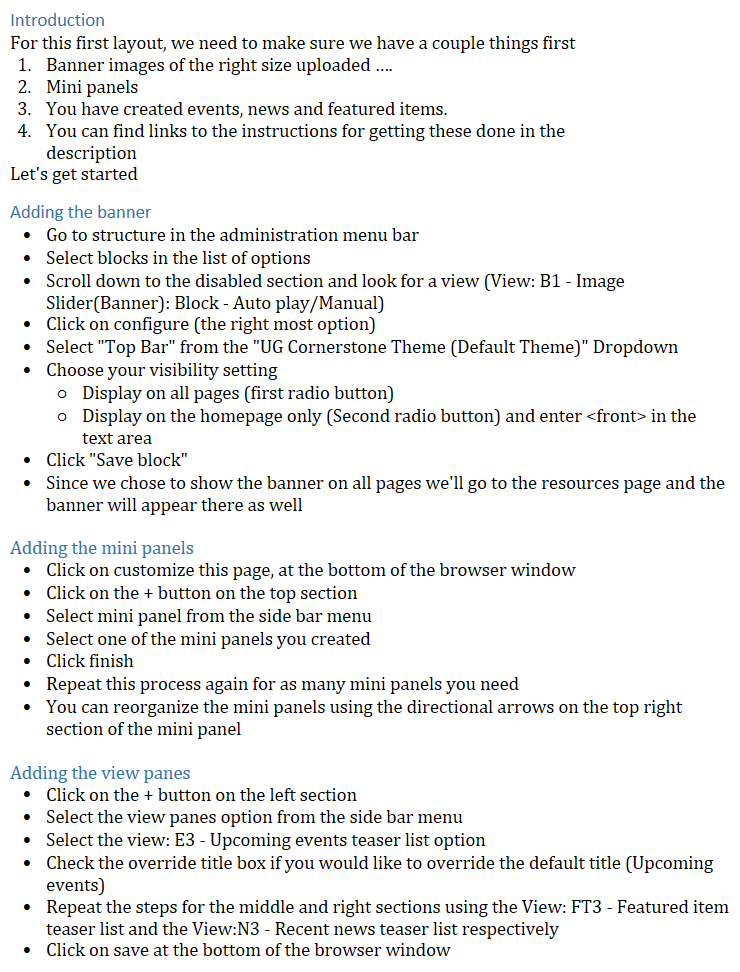 Introduction
For this first layout, we need to make sure we have a couple things first
1. Banner images of the right size uploaded ....
2. Mini panels
3. You have created events, news and featured items.
4. You can find links to the instructions for getting these done in the
description
Let's get started
Adding the banner
• Go to structure in the administration menu bar
• Select blocks in the list of options
• Scroll down to the disabled section and look for a view (View: B1 - Image
Slider(Banner): Block - Auto play/Manual)
• Click on configure (the right most option)
• Select "Top Bar" from the "UG Cornerstone Theme (Default Theme)" Dropdown
• Choose your visibility setting
○ Display on all pages (first radio button)
○ Display on the homepage only (Second radio button) and enter <front> in the
text area
• Click "Save block"
• Since we chose to show the banner on all pages we'll go to the resources page and the
banner will appear there as well
Adding the mini panels
• Click on customize this page, at the bottom of the browser window
• Click on the + button on the top section
• Select mini panel from the side bar menu
• Select one of the mini panels you created
• Click finish
• Repeat this process again for as many mini panels you need
• You can reorganize the mini panels using the directional arrows on the top right
section of the mini panel
Adding the view panes
• Click on the + button on the left section
• Select the view panes option from the side bar menu
• Select the view: E3 - Upcoming events teaser list option
• Check the override title box if you would like to override the default title (Upcoming
events)
• Repeat the steps for the middle and right sections using the View: FT3 - Featured item
teaser list and the View:N3 - Recent news teaser list respectively
• Click on save at the bottom of the browser window